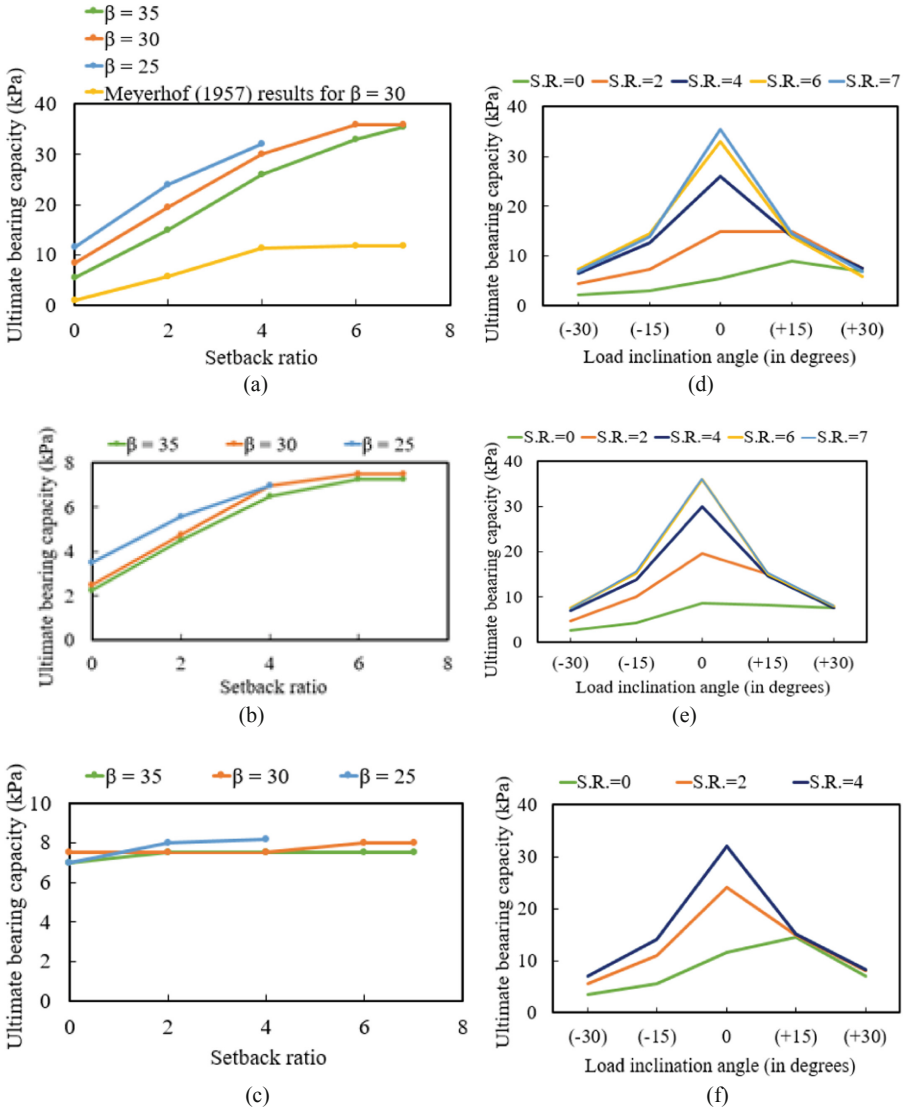 β = 35
β = 30
β = 25
Meyerhof (1957) results for β = 30
Ultimate bearing capacity (kPa)
40
30
20
10
0
0 2 4 6 8
Setback ratio
(a)
S.R.=0 S.R.=2 S.R.=4 S.R.=6 S.R.=7
Ultimate bearing capacity (kPa)
40
30
20
10
0
(-30) (-15) 0 (+15) (+30)
Load inclination angle (in degrees)
(d)
β = 35 β = 30 β = 25
Ultimate bearing capacity (kPa)
8
6
4
2
0
0 2 4 6 8
Setback ratio
(b)
S.R.=0 S.R.=2 S.R.=4 S.R.=6 S.R.=7
Ultimate beaaring capacity (kPa)
40
30
20
10
0
(-30) (-15) 0 (+15) (+30)
Load inclination angle (in degrees)
(e)
β = 35 β = 30 β = 25
Ultimate bearing capacity (kPa)
10
8
6
4
2
0
0 2 4 6 8
Setback ratio
(c)
S.R.=0 S.R.=2 S.R.=4
Ultimate beaaring capacity (kPa)
40
30
20
10
0
(-30) (-15) 0 (+15) (+30)
Load inclination angle (in degrees)
(f)